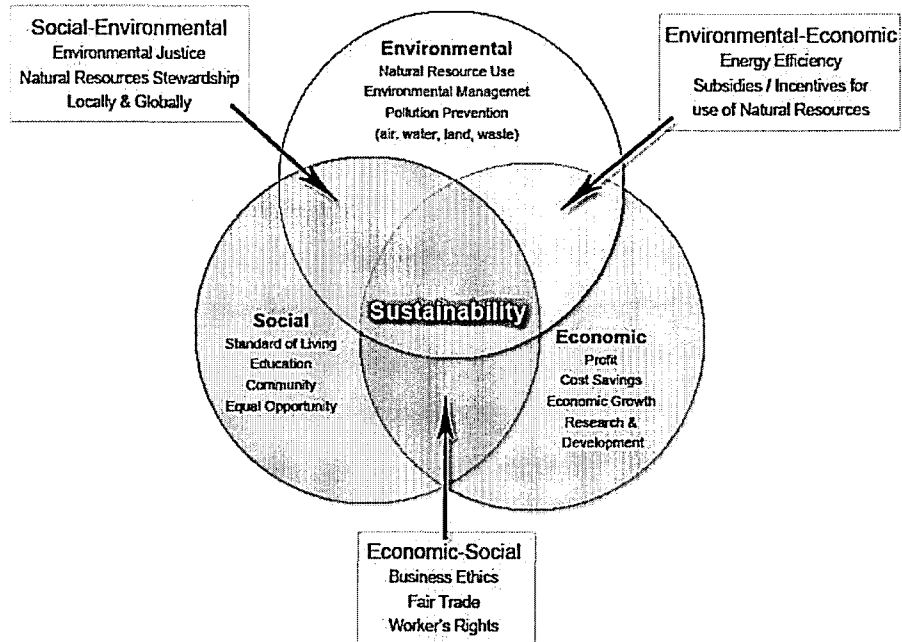 Social-Environmental
Environmental Justice
Natural Resources Stewardship
Locally & Globally
Environmental
Natural Resource Use
Environmental Managemet
Pollution Prevention
(air, water, land, waste)
Environmental-Economic
Energy Efficiency
Subsidies / Incentives for
use of Natural Resources
Sustainability
Social
Standard of Living
Education
Community
Equal Opportunity
Economic
Profit
Cost Savings
Economic Growth
Research &
Development
Economic-Social
Business Ethics
Fair Trade
Worker's Rights